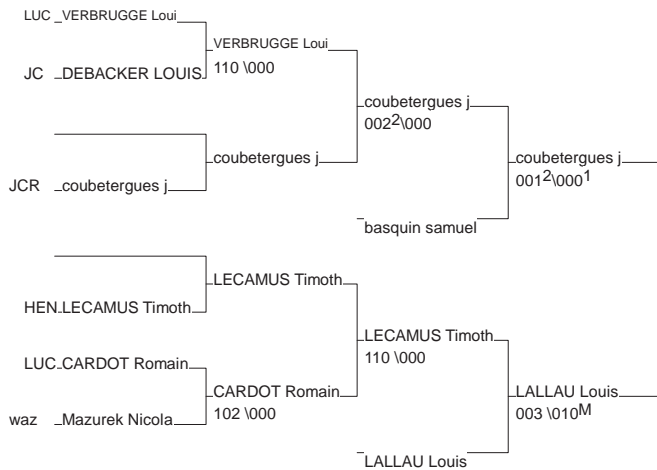 LUC VERBRUGGE Loui
VERBRUGGE Loui
110 \000
JC DEBACKER LOUIS
coubetergues j
002²\000
coubetergues j
coubetergues j
001²\000¹
JCR coubetergues j
basquin samuel
LECAMUS Timoth
HEN LECAMUS Timoth
LECAMUS Timoth
110 \000
LUC CARDOT Romain
CARDOT Romain
102 \000
LALLAU Louis
003 \010ᴹ
waz Mazurek Nicola
LALLAU Louis